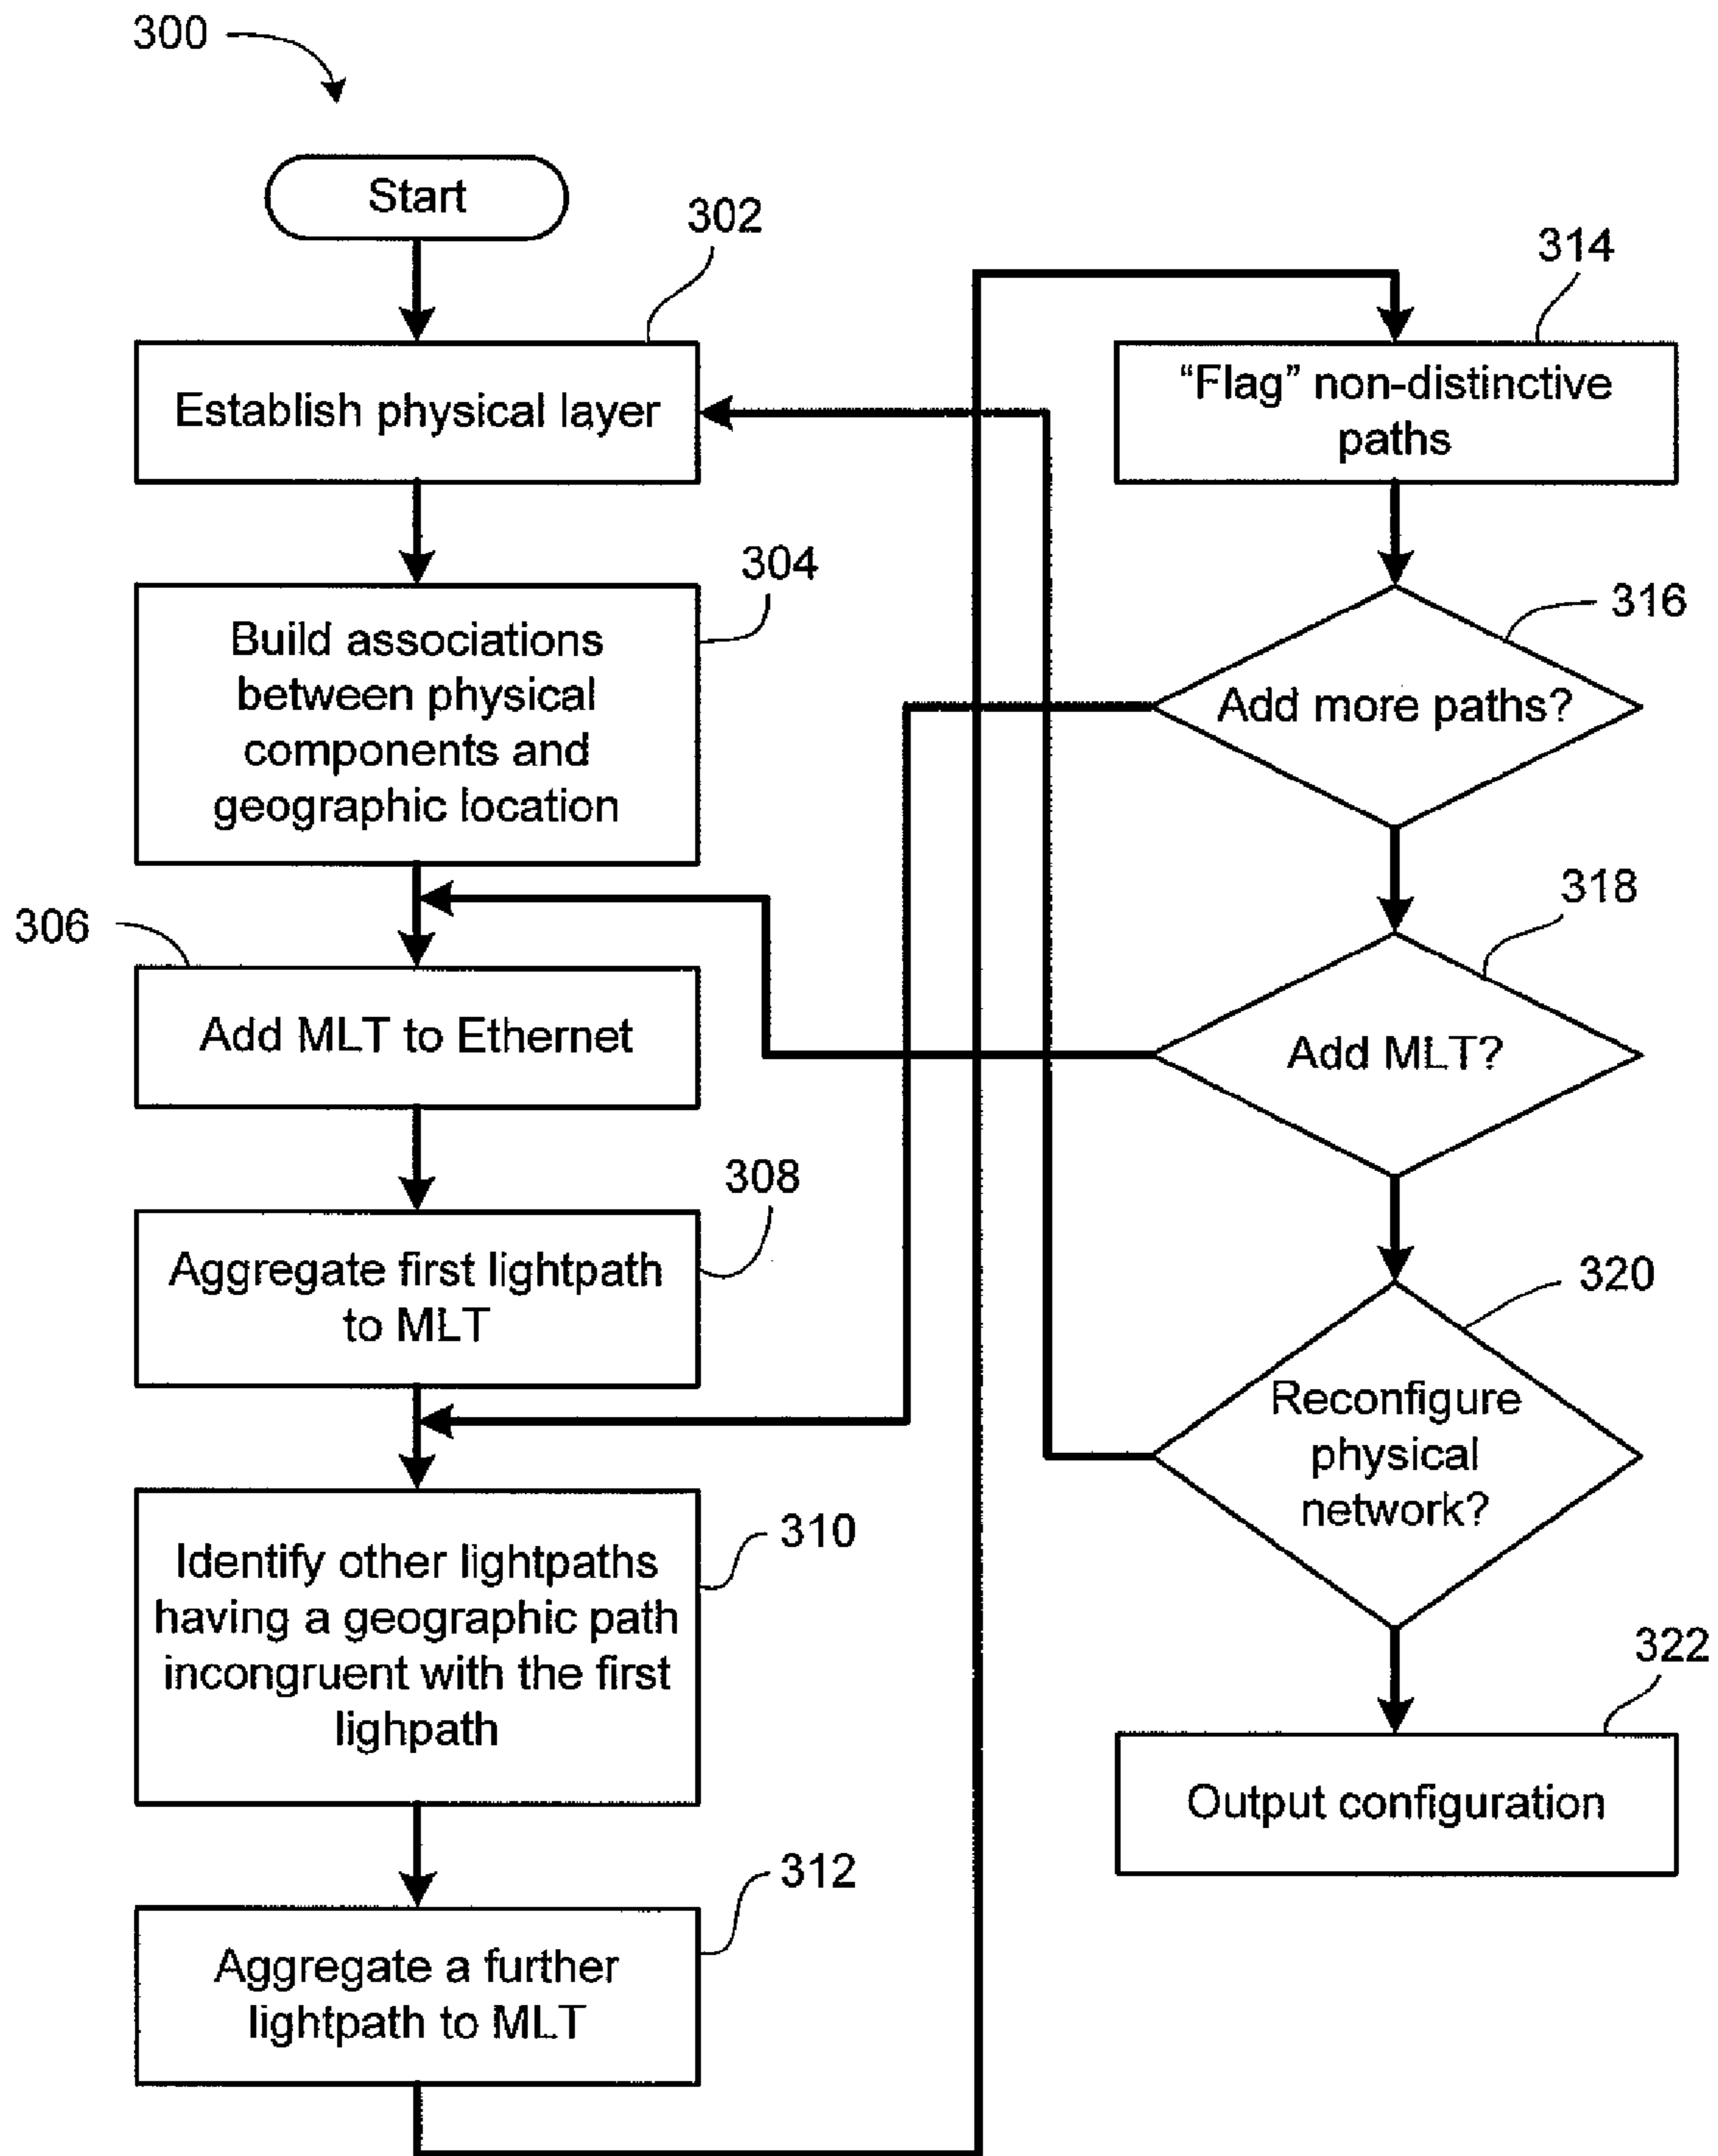 300
Start
302
Establish physical layer
304
Build associations
between physical
components and
geographic location
306
Add MLT to Ethernet
308
Aggregate first lightpath
to MLT
310
Identify other lightpaths
having a geographic path
incongruent with the first
lighpath
312
Aggregate a further
lightpath to MLT
314
“Flag” non-distinctive
paths
316
Add more paths?
318
Add MLT?
320
Reconfigure
physical
network?
322
Output configuration